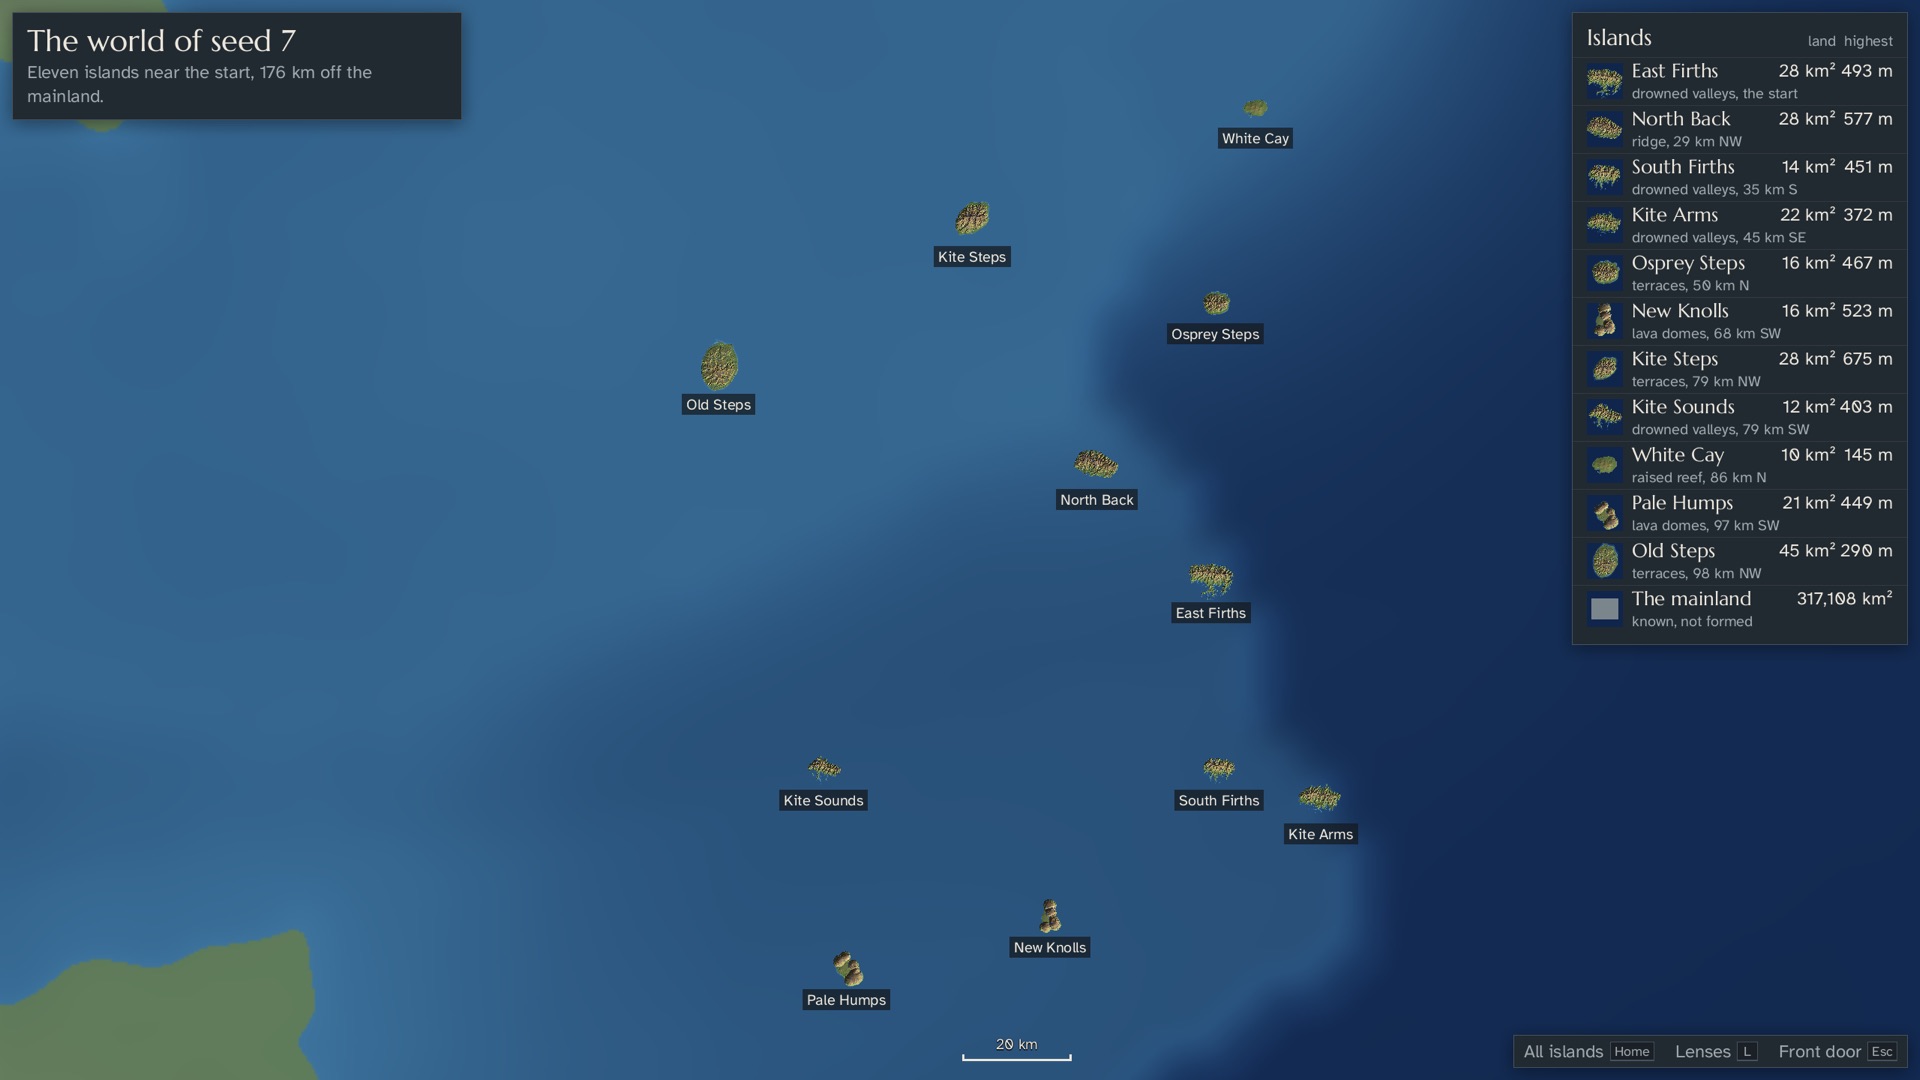 The world of seed 7
Eleven islands near the start, 176 km off the
mainland.
White Cay
Kite Steps
Osprey Steps
Old Steps
North Back
East Firths
Kite Sounds
South Firths
Kite Arms
New Knolls
Pale Humps
20 km
Islands land highest
East Firths 28 km² 493 m
drowned valleys, the start
North Back 28 km² 577 m
ridge, 29 km NW
South Firths 14 km² 451 m
drowned valleys, 35 km S
Kite Arms 22 km² 372 m
drowned valleys, 45 km SE
Osprey Steps 16 km² 467 m
terraces, 50 km N
New Knolls 16 km² 523 m
lava domes, 68 km SW
Kite Steps 28 km² 675 m
terraces, 79 km NW
Kite Sounds 12 km² 403 m
drowned valleys, 79 km SW
White Cay 10 km² 145 m
raised reef, 86 km N
Pale Humps 21 km² 449 m
lava domes, 97 km SW
Old Steps 45 km² 290 m
terraces, 98 km NW
The mainland 317,108 km²
known, not formed
All islands Home Lenses L Front door Esc